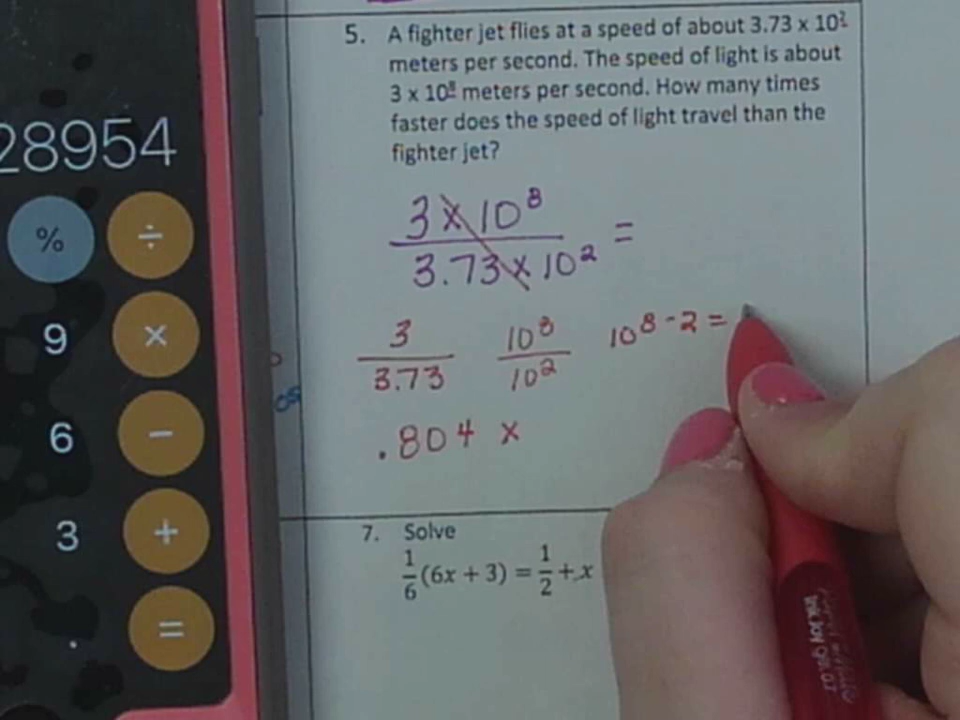 28954
%
÷
9
×
6
−
3
+
.
=
5. A fighter jet flies at a speed of about 3.73 x 10²
meters per second. The speed of light is about
3 x 10⁸ meters per second. How many times
faster does the speed of light travel than the
fighter jet?
3 x 10⁸
3.73 x 10² =
3 10⁸ 10⁸⁻² =
3.73 10²
.804 x
7. Solve
1/6(6x + 3) = 1/2 + x
InkJoy